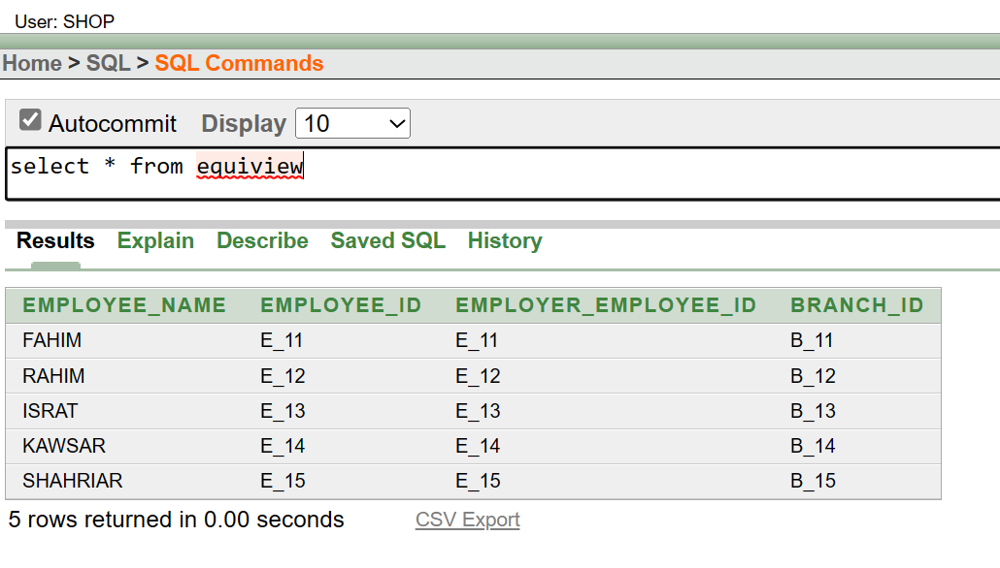 User: SHOP
Home > SQL > SQL Commands
Autocommit Display 10
select * from equiview
Results Explain Describe Saved SQL History
EMPLOYEE_NAME EMPLOYEE_ID EMPLOYER_EMPLOYEE_ID BRANCH_ID
FAHIM E_11 E_11 B_11
RAHIM E_12 E_12 B_12
ISRAT E_13 E_13 B_13
KAWSAR E_14 E_14 B_14
SHAHRIAR E_15 E_15 B_15
5 rows returned in 0.00 seconds CSV Export